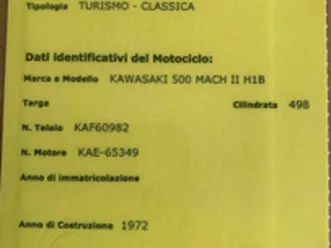 Tipologia TURISMO - CLASSICA
Dati identificativi del Motociclo:
Marca e Modello KAWASAKI 500 MACH II H1B
Targa Cilindrata 498
N. Telaio KAF60982
N. Motore KAE-65349
Anno di Immatricolazione
Anno di Costruzione 1972